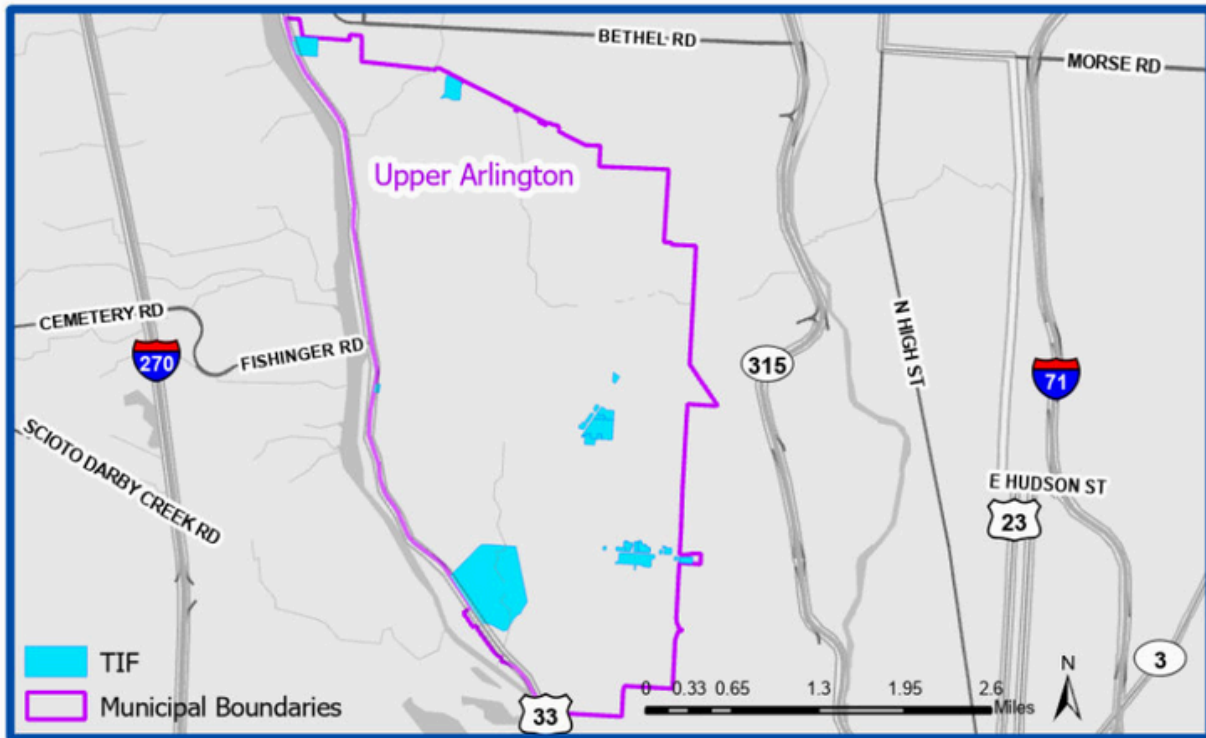 BETHEL RD
MORSE RD
Upper Arlington
CEMETERY RD
270
FISHINGER RD
315
N HIGH ST
71
SCIOTO DARBY CREEK RD
E HUDSON ST
23
TIF
Municipal Boundaries
33
0 0.33 0.65 1.3 1.95 2.6
Miles
N
3